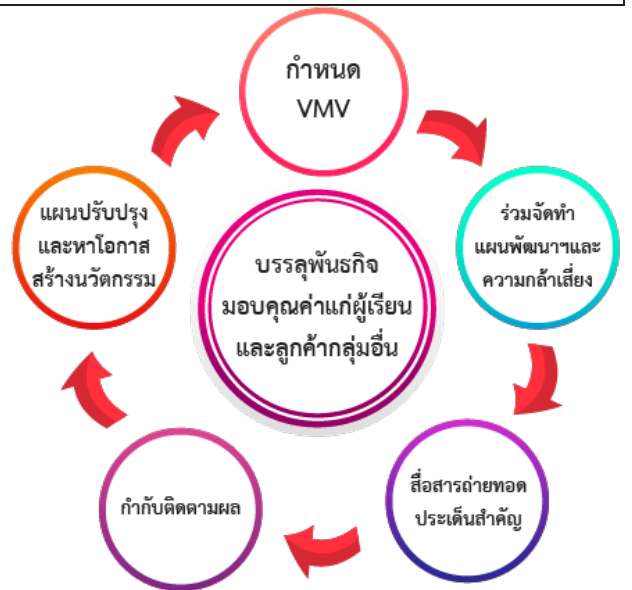 กำหนด
VMV
ร่วมจัดทำ
แผนพัฒนาฯและ
ความกล้าเสี่ยง
สื่อสารถ่ายทอด
ประเด็นสำคัญ
กำกับติดตามผล
แผนปรับปรุง
และหาโอกาส
สร้างนวัตกรรม
บรรลุพันธกิจ
มอบคุณค่าแก่ผู้เรียน
และลูกค้ากลุ่มอื่น